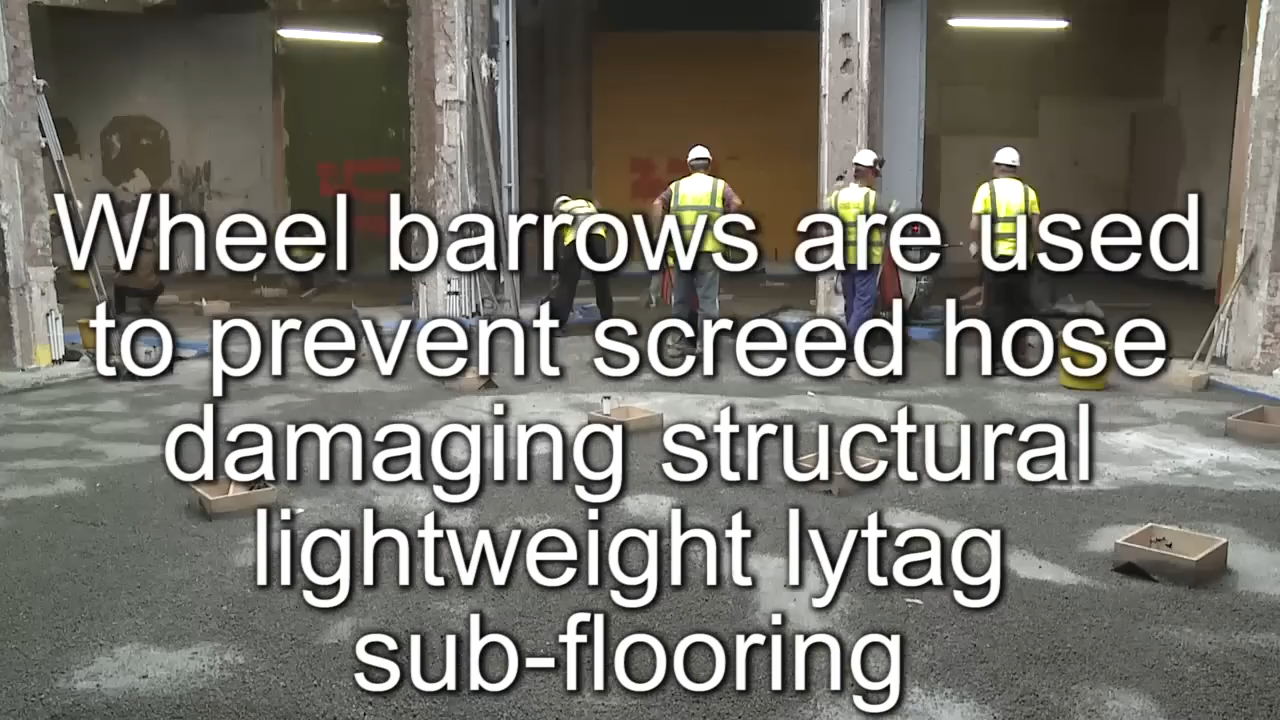 Wheel barrows are used
to prevent screed hose
damaging structural
lightweight lytag
sub-flooring